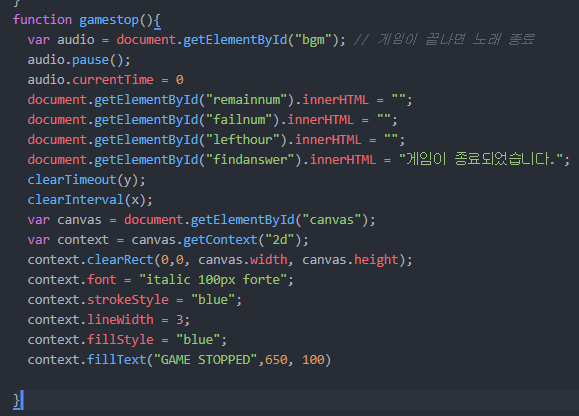 }
function gamestop(){
var audio = document.getElementById("bgm"); // 게임이 끝나면 노래 종료
audio.pause();
audio.currentTime = 0
document.getElementById("remainnum").innerHTML = "";
document.getElementById("failnum").innerHTML = "";
document.getElementById("lefthour").innerHTML = "";
document.getElementById("findanswer").innerHTML = "게임이 종료되었습니다.";
clearTimeout(y);
clearInterval(x);
var canvas = document.getElementById("canvas");
var context = canvas.getContext("2d");
context.clearRect(0,0, canvas.width, canvas.height);
context.font = "italic 100px forte";
context.strokeStyle = "blue";
context.lineWidth = 3;
context.fillStyle = "blue";
context.fillText("GAME STOPPED",650, 100)
}